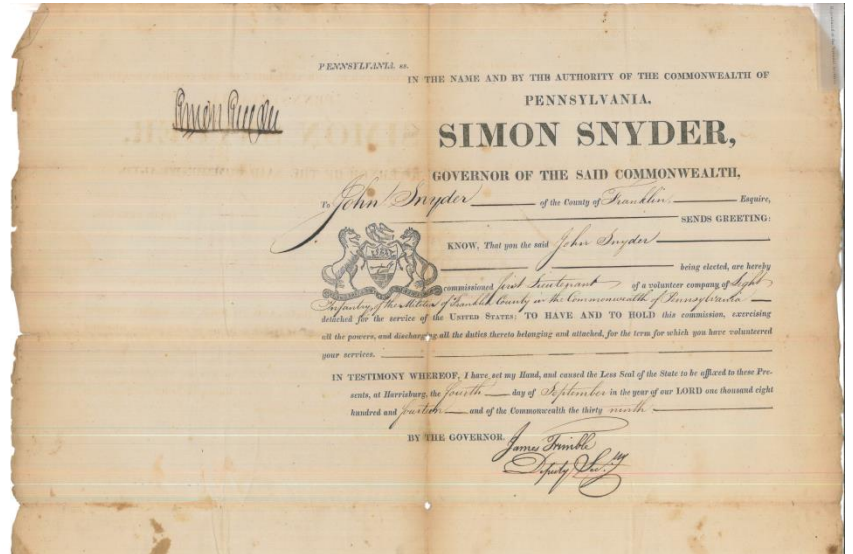 PENNSYLVANIA, ss.
IN THE NAME AND BY THE AUTHORITY OF THE COMMONWEALTH OF
PENNSYLVANIA,
Simon Snyder
SIMON SNYDER,
GOVERNOR OF THE SAID COMMONWEALTH,
To John Snyder of the County of Franklin Esquire,
SENDS GREETING:
KNOW, That you the said John Snyder
being elected, are hereby
commissioned first Lieutenant of a volunteer company of Light
Infantry, of the Militia of Franklin County in the Commonwealth of Pennsylvania
detached for the service of the UNITED STATES: TO HAVE AND TO HOLD this commission, exercising
all the powers, and discharging all the duties thereto belonging and attached, for the term for which you have volunteered
your services.
IN TESTIMONY WHEREOF, I have set my Hand, and caused the Less Seal of the State to be affixed to these Pre-
sents, at Harrisburg, the fourth day of September in the year of our LORD one thousand eight
hundred and fourteen and of the Commonwealth the thirty ninth
BY THE GOVERNOR.
James Trimble
Deputy Secy